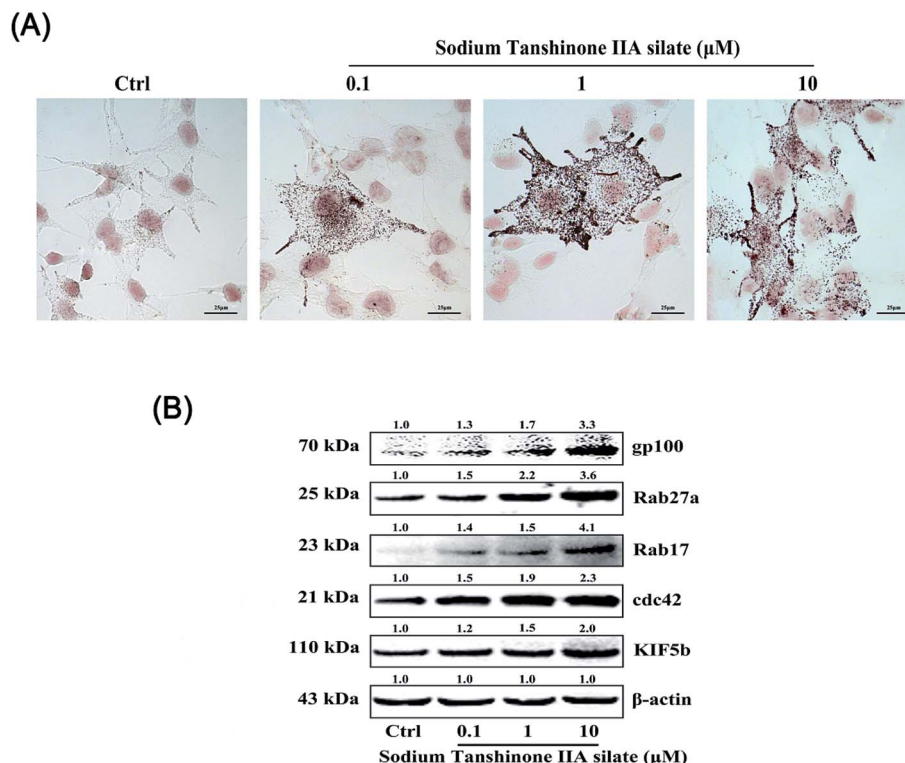 (A)
Sodium Tanshinone IIA silate (μM)
Ctrl 0.1 1 10
25μm 25μm 25μm 25μm
(B)
1.0 1.3 1.7 3.3
70 kDa gp100
1.0 1.5 2.2 3.6
25 kDa Rab27a
1.0 1.4 1.5 4.1
23 kDa Rab17
1.0 1.5 1.9 2.3
21 kDa cdc42
1.0 1.2 1.5 2.0
110 kDa KIF5b
1.0 1.0 1.0 1.0
43 kDa β-actin
Ctrl 0.1 1 10
Sodium Tanshinone IIA silate (μM)